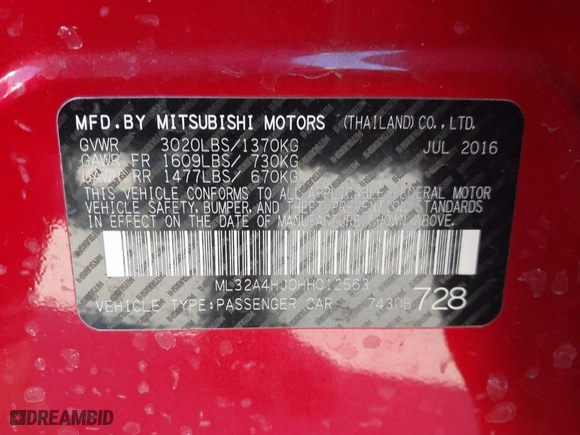 MFD.BY MITSUBISHI MOTORS (THAILAND) CO.,LTD.
GVWR 3020LBS/1370KG JUL 2016
GAWR FR 1609LBS/ 730KG
RR 1477LBS/ 670KG
THIS VEHICLE CONFORMS TO ALL APPLICABLE FEDERAL MOTOR
VEHICLE SAFETY, BUMPER, AND THEFT PREVENTION STANDARDS
IN EFFECT ON THE DATE OF MANUFACTURE SHOWN ABOVE.
ML32A4HJ0HH012563
VEHICLE TYPE:PASSENGER CAR 7430B 728
DREAMBID